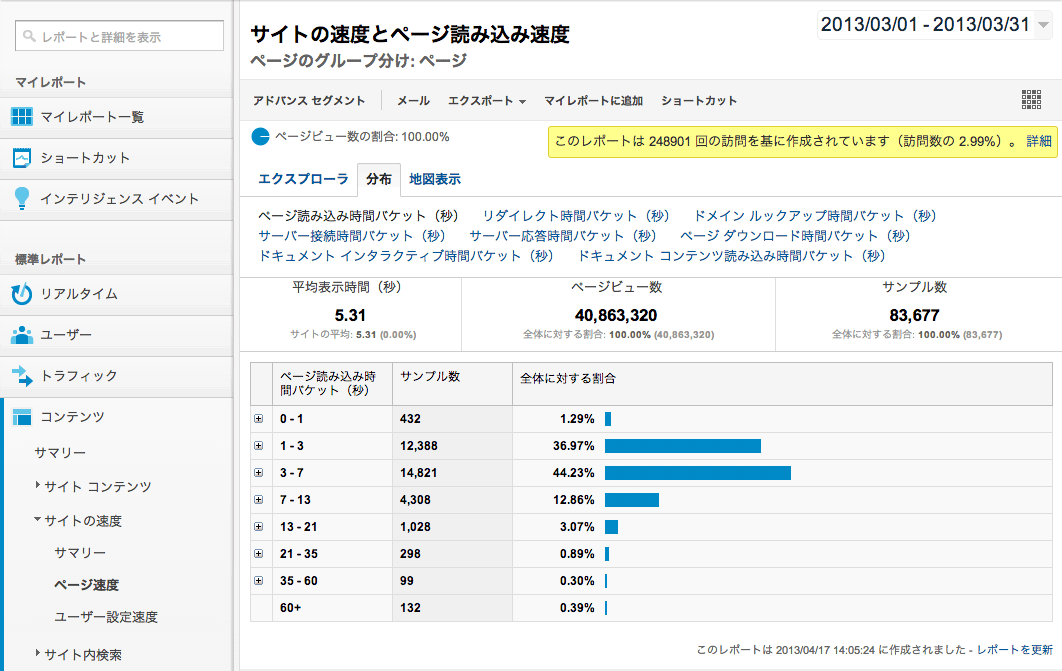 レポートと詳細を表示
マイレポート
マイレポート一覧
ショートカット
インテリジェンス イベント
標準レポート
リアルタイム
ユーザー
トラフィック
コンテンツ
サマリー
サイト コンテンツ
サイトの速度
サマリー
ページ速度
ユーザー設定速度
サイト内検索
サイトの速度とページ読み込み速度
2013/03/01 - 2013/03/31
ページのグループ分け: ページ
アドバンス セグメント メール エクスポート マイレポートに追加 ショートカット
ページビュー数の割合: 100.00%
このレポートは 248901 回の訪問を基に作成されています（訪問数の 2.99%）。 詳細
エクスプローラ 分布 地図表示
ページ読み込み時間バケット（秒） リダイレクト時間バケット（秒） ドメイン ルックアップ時間バケット（秒）
サーバー接続時間バケット（秒） サーバー応答時間バケット（秒） ページ ダウンロード時間バケット（秒）
ドキュメント インタラクティブ時間バケット（秒） ドキュメント コンテンツ読み込み時間バケット（秒）
平均表示時間（秒） ページビュー数 サンプル数
5.31 40,863,320 83,677
サイトの平均: 5.31 (0.00%) 全体に対する割合: 100.00% (40,863,320) 全体に対する割合: 100.00% (83,677)
ページ読み込み時間バケット（秒） サンプル数 全体に対する割合
0 - 1 432 1.29%
1 - 3 12,388 36.97%
3 - 7 14,821 44.23%
7 - 13 4,308 12.86%
13 - 21 1,028 3.07%
21 - 35 298 0.89%
35 - 60 99 0.30%
60+ 132 0.39%
このレポートは 2013/04/17 14:05:24 に作成されました - レポートを更新